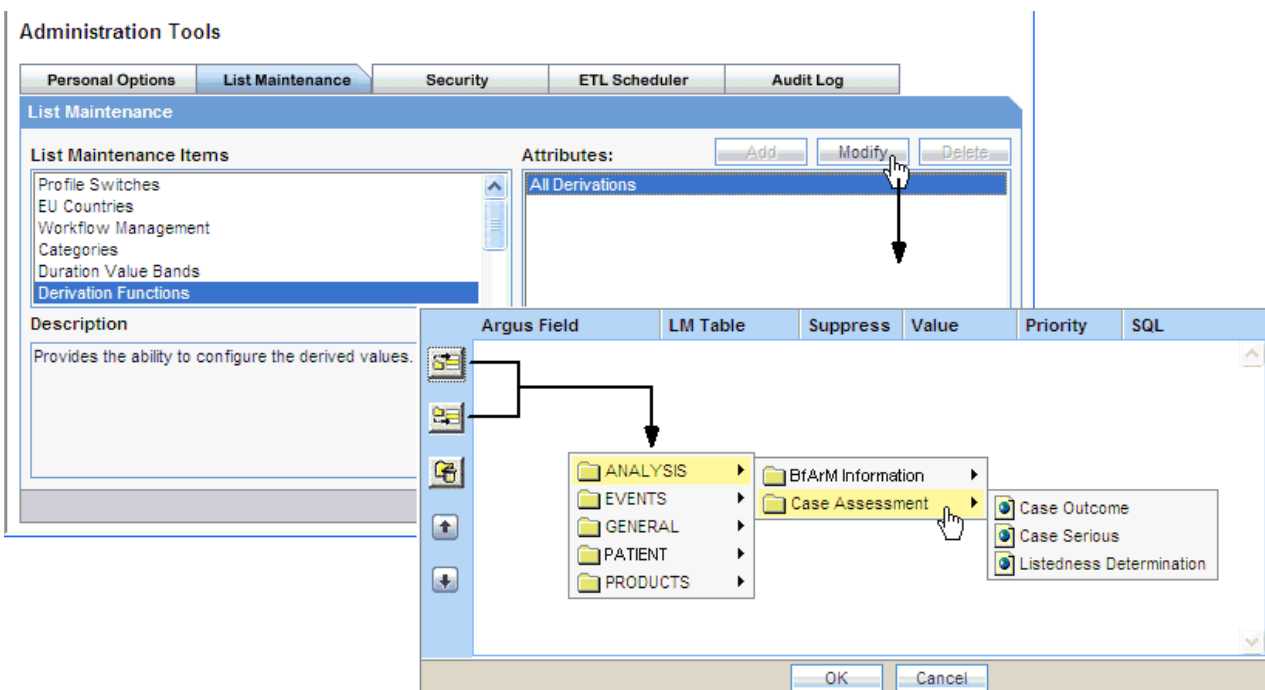 Administration Tools
Personal Options List Maintenance Security ETL Scheduler Audit Log
List Maintenance
List Maintenance Items Attributes: Add Modify Delete
Profile Switches
EU Countries
Workflow Management
Categories
Duration Value Bands
Derivation Functions
All Derivations
Description
Provides the ability to configure the derived values.
Argus Field LM Table Suppress Value Priority SQL
ANALYSIS
EVENTS
GENERAL
PATIENT
PRODUCTS
BfArM Information
Case Assessment
Case Outcome
Case Serious
Listedness Determination
OK Cancel